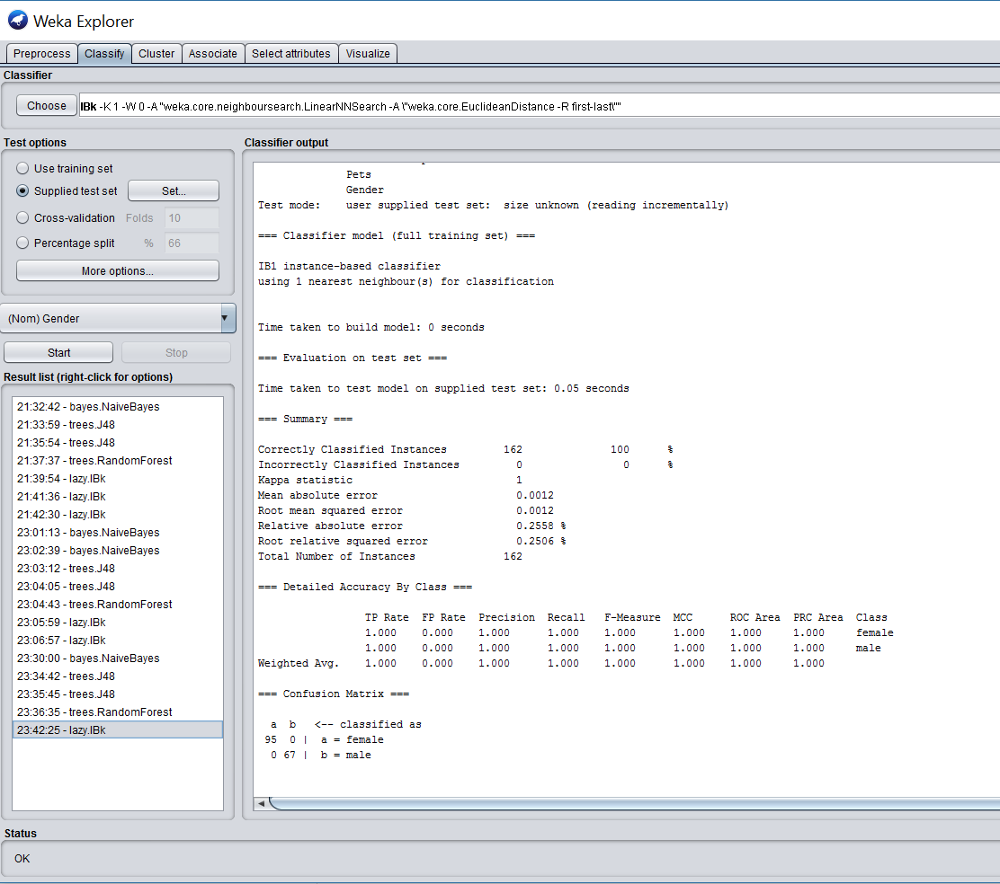 Weka Explorer
Preprocess Classify Cluster Associate Select attributes Visualize
Classifier
Choose IBk -K 1 -W 0 -A "weka.core.neighboursearch.LinearNNSearch -A \"weka.core.EuclideanDistance -R first-last\""
Test options
Use training set
Supplied test set Set...
Cross-validation Folds 10
Percentage split % 66
More options...
(Nom) Gender
Start Stop
Result list (right-click for options)
21:32:42 - bayes.NaiveBayes
21:33:59 - trees.J48
21:35:54 - trees.J48
21:37:37 - trees.RandomForest
21:39:54 - lazy.IBk
21:41:36 - lazy.IBk
21:42:30 - lazy.IBk
23:01:13 - bayes.NaiveBayes
23:02:39 - bayes.NaiveBayes
23:03:12 - trees.J48
23:04:05 - trees.J48
23:04:43 - trees.RandomForest
23:05:59 - lazy.IBk
23:06:57 - lazy.IBk
23:30:00 - bayes.NaiveBayes
23:34:42 - trees.J48
23:35:45 - trees.J48
23:36:35 - trees.RandomForest
23:42:25 - lazy.IBk
Classifier output
Pets
Gender
Test mode: user supplied test set: size unknown (reading incrementally)
=== Classifier model (full training set) ===
IB1 instance-based classifier
using 1 nearest neighbour(s) for classification
Time taken to build model: 0 seconds
=== Evaluation on test set ===
Time taken to test model on supplied test set: 0.05 seconds
=== Summary ===
Correctly Classified Instances 162 100 %
Incorrectly Classified Instances 0 0 %
Kappa statistic 1
Mean absolute error 0.0012
Root mean squared error 0.0012
Relative absolute error 0.2558 %
Root relative squared error 0.2506 %
Total Number of Instances 162
=== Detailed Accuracy By Class ===
TP Rate FP Rate Precision Recall F-Measure MCC ROC Area PRC Area Class
1.000 0.000 1.000 1.000 1.000 1.000 1.000 1.000 female
1.000 0.000 1.000 1.000 1.000 1.000 1.000 1.000 male
Weighted Avg. 1.000 0.000 1.000 1.000 1.000 1.000 1.000 1.000
=== Confusion Matrix ===
a b <-- classified as
95 0 | a = female
0 67 | b = male
Status
OK